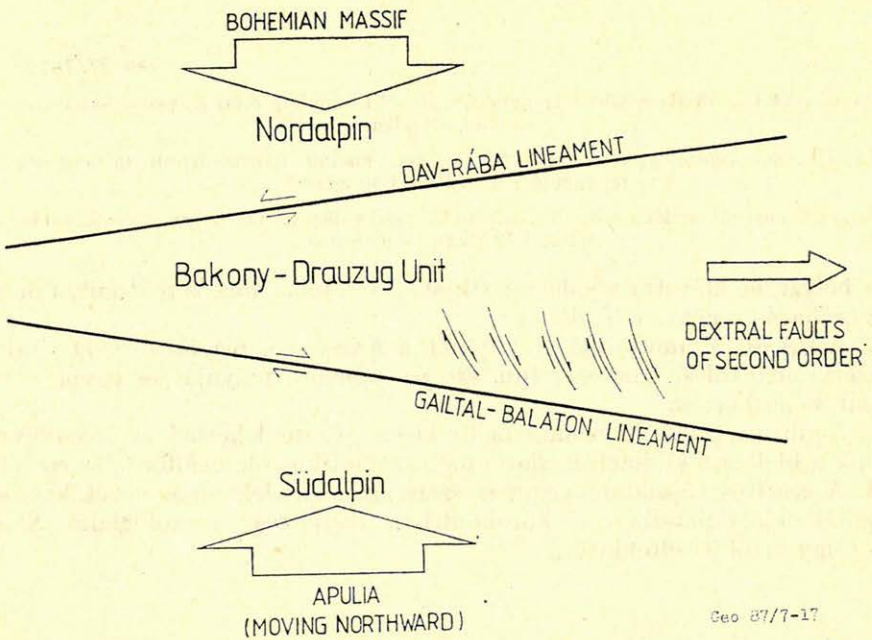 BOHEMIAN MASSIF
Nordalpin
DAV-RÁBA LINEAMENT
Bakony-Drauzug Unit
DEXTRAL FAULTS
OF SECOND ORDER
GAILTAL-BALATON LINEAMENT
Südalpin
APULIA
(MOVING NORTHWARD)
Geo 87/7-17